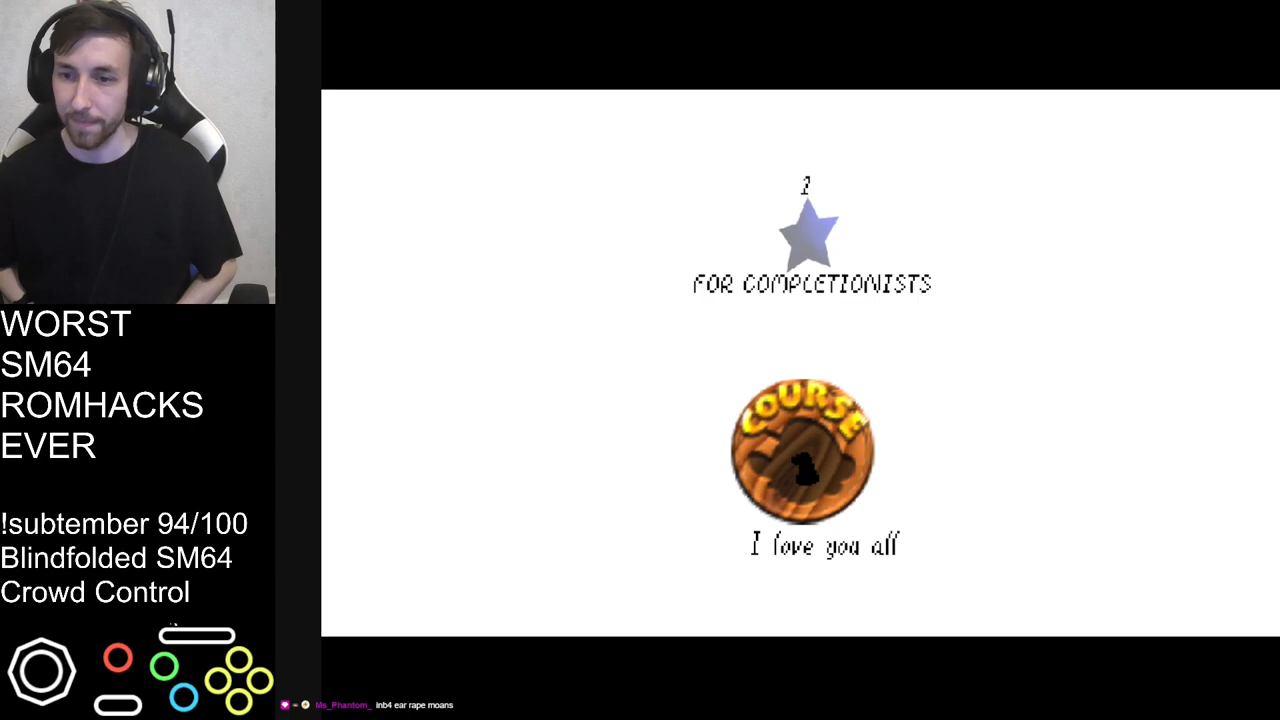 WORST
SM64
ROMHACKS
EVER
!subtember 94/100
Blindfolded SM64
Crowd Control
FOR COMPLETIONISTS
COURSE
I love you all
Ms_Phantom_ inb4 ear rape moans